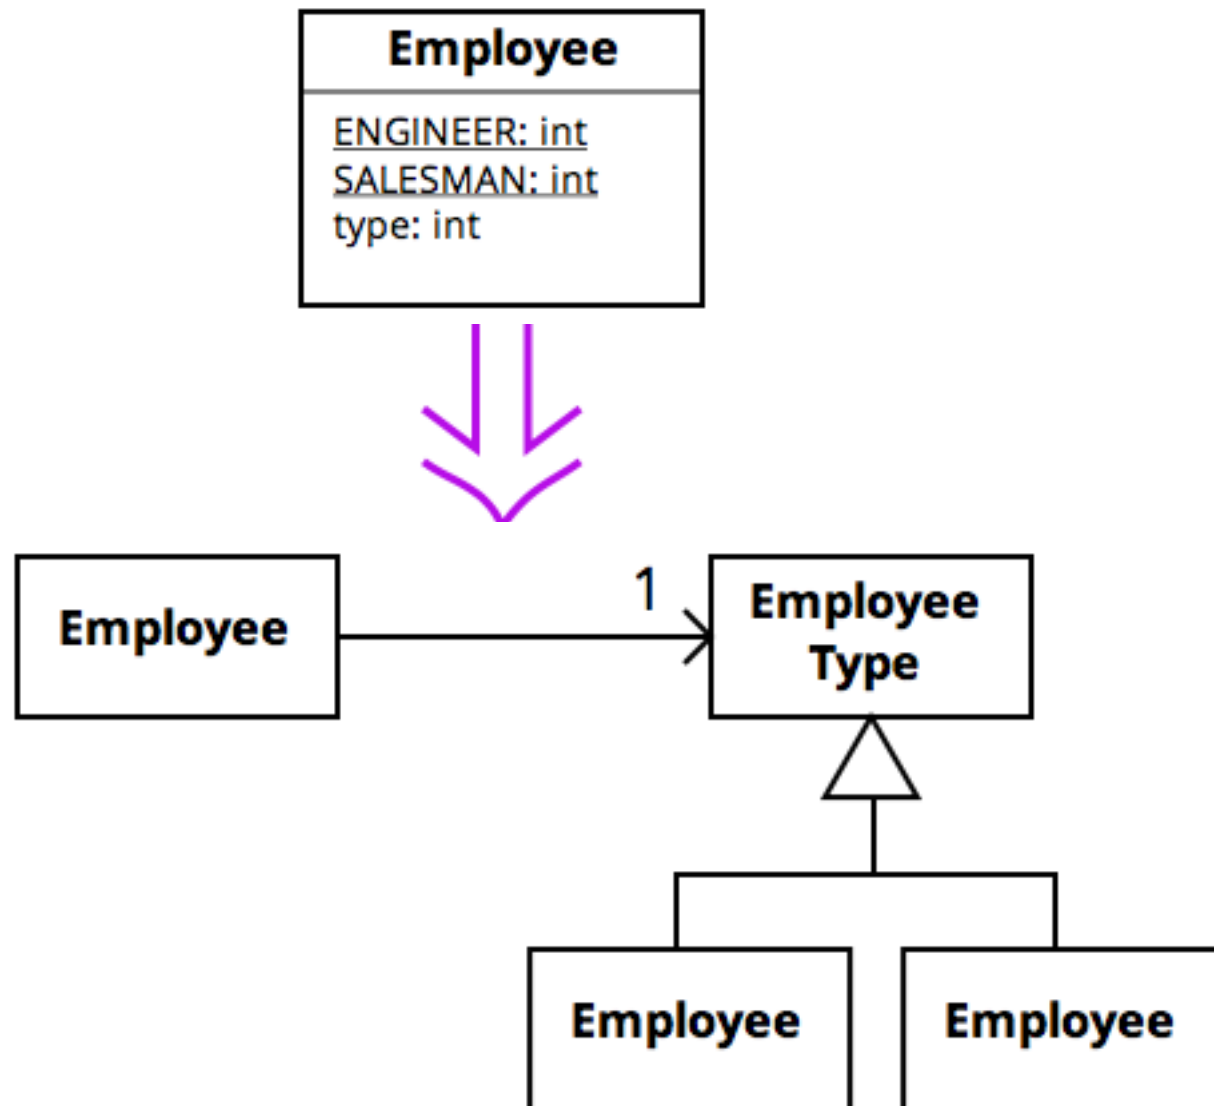 Employee
ENGINEER: int
SALESMAN: int
type: int
Employee
1
Employee
Type
Employee
Employee